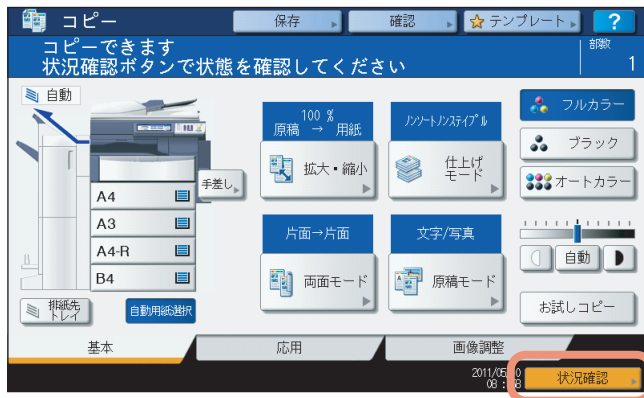 コピー
保存
確認
テンプレート
?
コピーできます
状況確認ボタンで状態を確認してください
部数
1
自動
A4
A3
A4-R
B4
手差し
排紙先
トレイ
自動用紙選択
100 %
原稿 → 用紙
拡大・縮小
ノンソートノンステイプル
仕上げ
モード
片面→片面
両面モード
文字/写真
原稿モード
フルカラー
ブラック
オートカラー
自動
お試しコピー
基本
応用
画像調整
状況確認